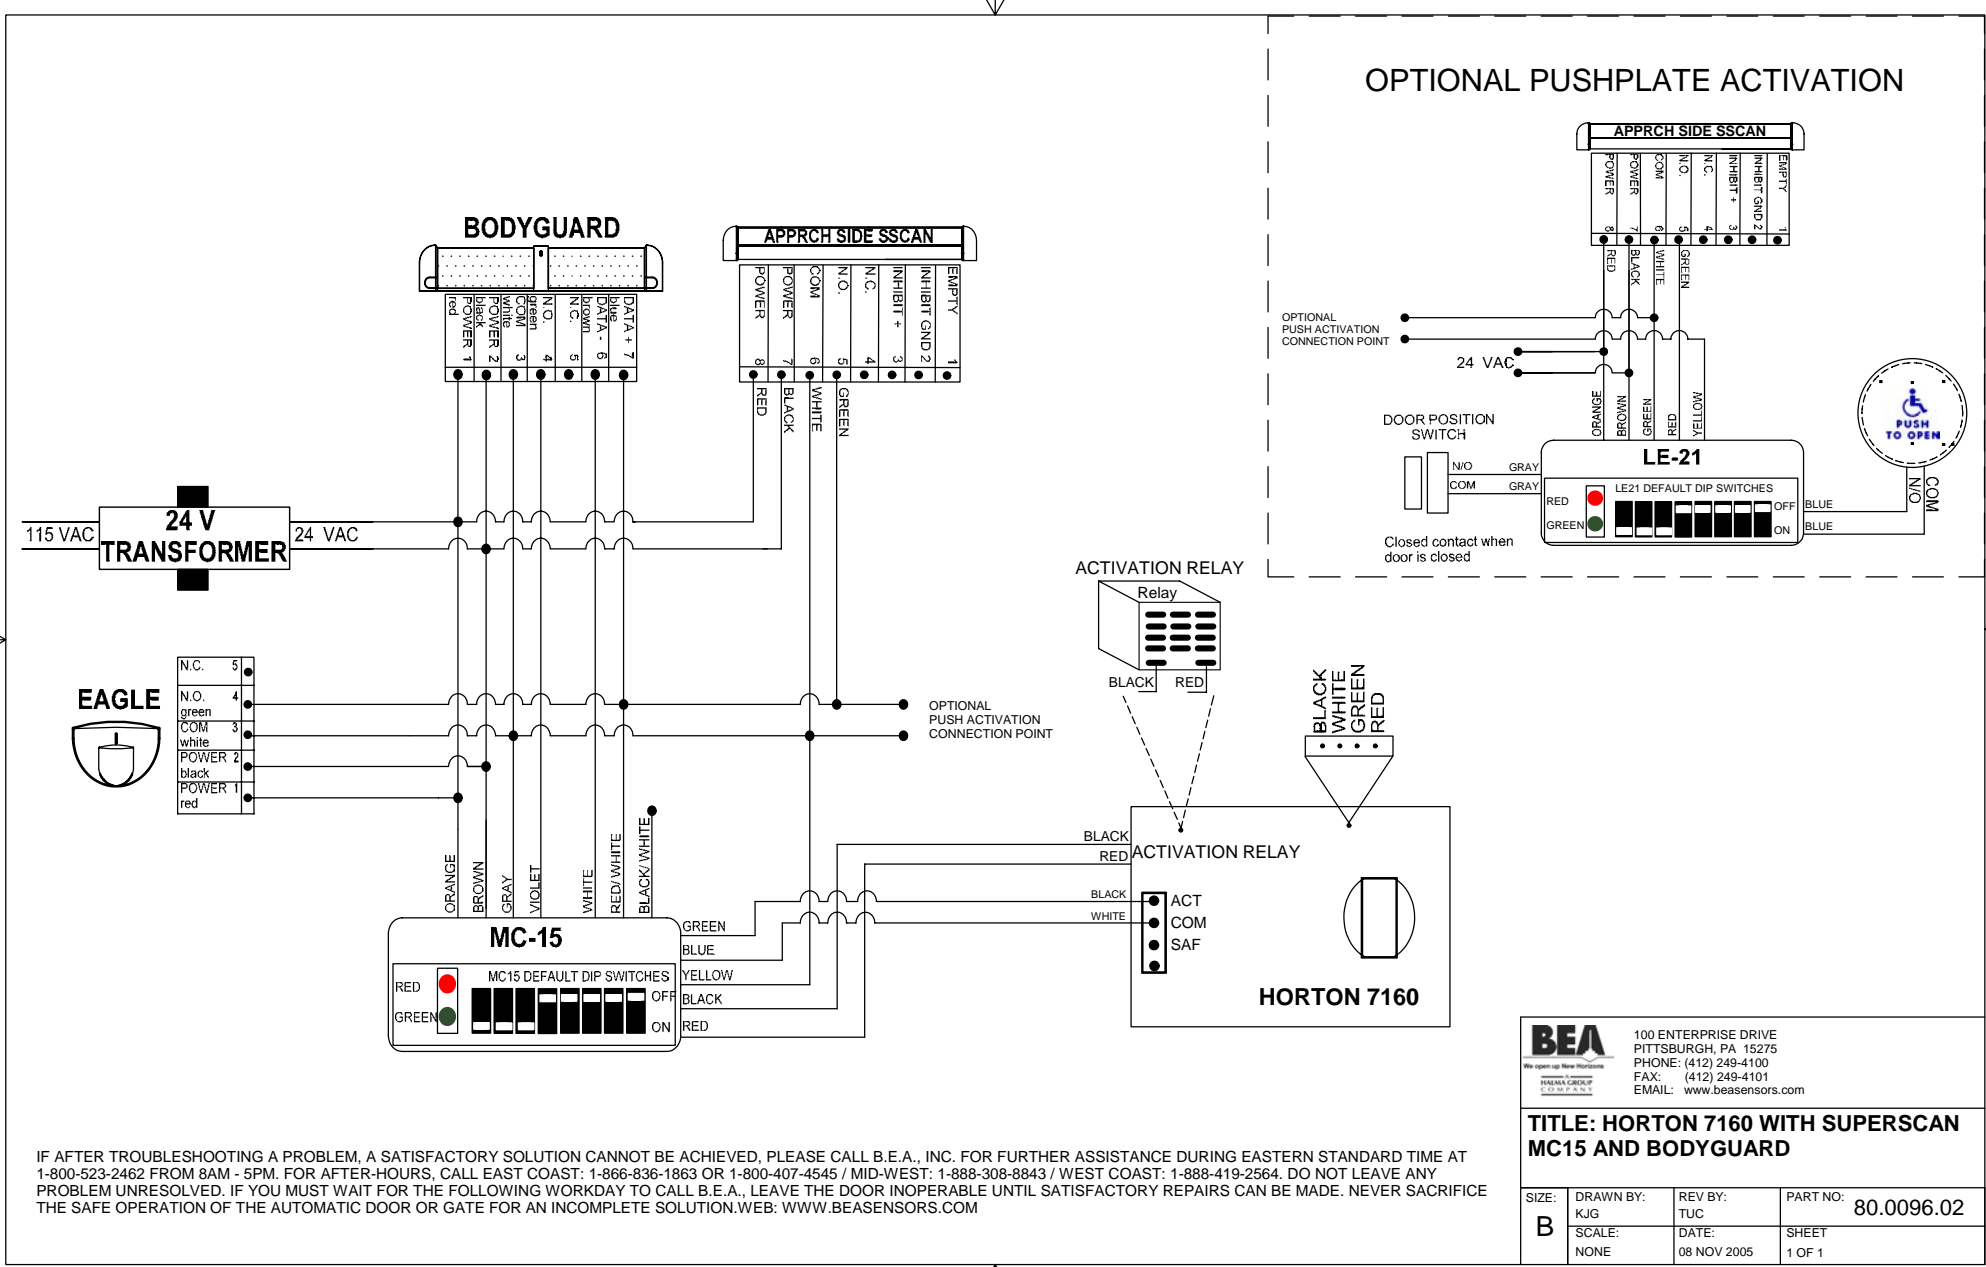 OPTIONAL PUSHPLATE ACTIVATION
APPRCH SIDE SSCAN
POWER 8
POWER 7
COM 6
N.O. 5
N.C. 4
INHIBIT + 3
INHIBIT GND 2
EMPTY 1
RED
BLACK
WHITE
GREEN
OPTIONAL
PUSH ACTIVATION
CONNECTION POINT
24 VAC
ORANGE
BROWN
GREEN
RED
YELLOW
DOOR POSITION
SWITCH
N/O GRAY
COM GRAY
LE-21
LE21 DEFAULT DIP SWITCHES
RED
GREEN
OFF
ON
BLUE
BLUE
N/O
COM
PUSH
TO OPEN
Closed contact when
door is closed
BODYGUARD
POWER 1
red
POWER 2
black
COM 3
white
N.O. 4
green
N.C. 5
DATA - 6
brown
DATA + 7
blue
APPRCH SIDE SSCAN
POWER 8
POWER 7
COM 6
N.O. 5
N.C. 4
INHIBIT + 3
INHIBIT GND 2
EMPTY 1
RED
BLACK
WHITE
GREEN
115 VAC
24 V
TRANSFORMER
24 VAC
EAGLE
N.C. 5
N.O. 4
green
COM 3
white
POWER 2
black
POWER 1
red
OPTIONAL
PUSH ACTIVATION
CONNECTION POINT
ACTIVATION RELAY
Relay
BLACK RED
BLACK
WHITE
GREEN
RED
ORANGE
BROWN
GRAY
VIOLET
WHITE
RED/WHITE
BLACK/WHITE
MC-15
MC15 DEFAULT DIP SWITCHES
RED
GREEN
OFF
ON
GREEN
BLUE
YELLOW
BLACK
RED
BLACK
RED
ACTIVATION RELAY
BLACK
WHITE
ACT
COM
SAF
HORTON 7160
IF AFTER TROUBLESHOOTING A PROBLEM, A SATISFACTORY SOLUTION CANNOT BE ACHIEVED, PLEASE CALL B.E.A., INC. FOR FURTHER ASSISTANCE DURING EASTERN STANDARD TIME AT
1-800-523-2462 FROM 8AM - 5PM. FOR AFTER-HOURS, CALL EAST COAST: 1-866-836-1863 OR 1-800-407-4545 / MID-WEST: 1-888-308-8843 / WEST COAST: 1-888-419-2564. DO NOT LEAVE ANY
PROBLEM UNRESOLVED. IF YOU MUST WAIT FOR THE FOLLOWING WORKDAY TO CALL B.E.A., LEAVE THE DOOR INOPERABLE UNTIL SATISFACTORY REPAIRS CAN BE MADE. NEVER SACRIFICE
THE SAFE OPERATION OF THE AUTOMATIC DOOR OR GATE FOR AN INCOMPLETE SOLUTION.WEB: WWW.BEASENSORS.COM
BEA
We open up New Horizons
A
HALMA GROUP
COMPANY
100 ENTERPRISE DRIVE
PITTSBURGH, PA 15275
PHONE: (412) 249-4100
FAX: (412) 249-4101
EMAIL: www.beasensors.com
TITLE: HORTON 7160 WITH SUPERSCAN
MC15 AND BODYGUARD
SIZE:
B
DRAWN BY:
KJG
REV BY:
TUC
PART NO: 80.0096.02
SCALE:
NONE
DATE:
08 NOV 2005
SHEET
1 OF 1